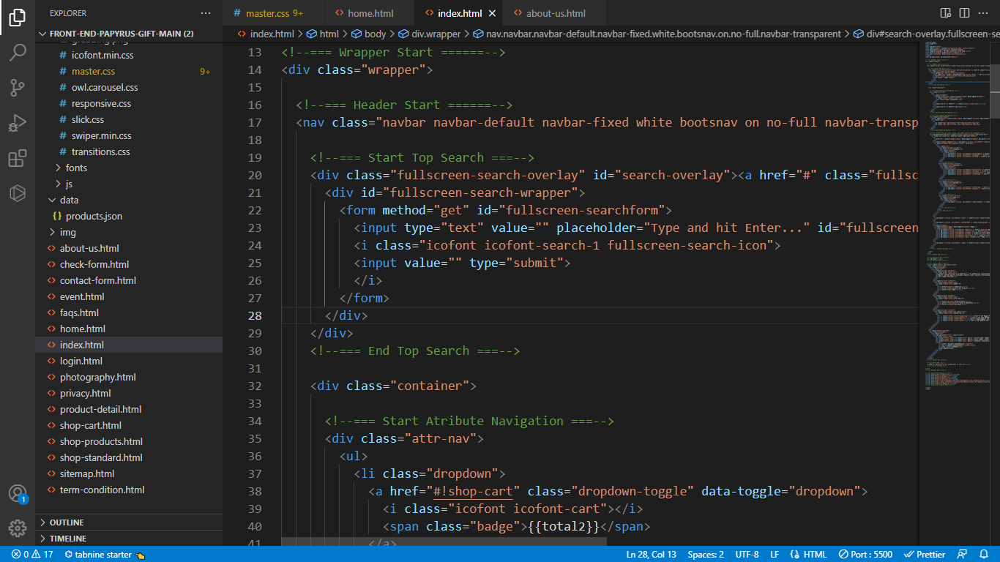 EXPLORER
FRONT-END-PAPYRUS-GIFT-MAIN (2)
icofont.min.css
master.css 9+
owl.carousel.css
responsive.css
slick.css
swiper.min.css
transitions.css
fonts
js
data
products.json
img
about-us.html
check-form.html
contact-form.html
event.html
faqs.html
home.html
index.html
login.html
photography.html
privacy.html
product-detail.html
shop-cart.html
shop-products.html
shop-standard.html
sitemap.html
term-condition.html
OUTLINE
TIMELINE
master.css 9+ home.html index.html about-us.html
index.html > html > body > div.wrapper > nav.navbar.navbar-default.navbar-fixed.white.bootsnav.on.no-full.navbar-transparent > div#search-overlay.fullscreen-se
13 <!--=== Wrapper Start ======-->
14 <div class="wrapper">
15
16 <!--=== Header Start ======-->
17 <nav class="navbar navbar-default navbar-fixed white bootsnav on no-full navbar-transp
18
19 <!--=== Start Top Search ===-->
20 <div class="fullscreen-search-overlay" id="search-overlay"><a href="#" class="fullsc
21 <div id="fullscreen-search-wrapper">
22 <form method="get" id="fullscreen-searchform">
23 <input type="text" value="" placeholder="Type and hit Enter..." id="fullscreen
24 <i class="icofont icofont-search-1 fullscreen-search-icon">
25 <input value="" type="submit">
26 </i>
27 </form>
28 </div>
29 </div>
30 <!--=== End Top Search ===-->
31
32 <div class="container">
33
34 <!--=== Start Atribute Navigation ===-->
35 <div class="attr-nav">
36 <ul>
37 <li class="dropdown">
38 <a href="#!shop-cart" class="dropdown-toggle" data-toggle="dropdown">
39 <i class="icofont icofont-cart"></i>
40 <span class="badge">{{total2}}</span>
41 </a>
1
0 17 tabnine starter Ln 28, Col 13 Spaces: 2 UTF-8 LF HTML Port : 5500 Prettier